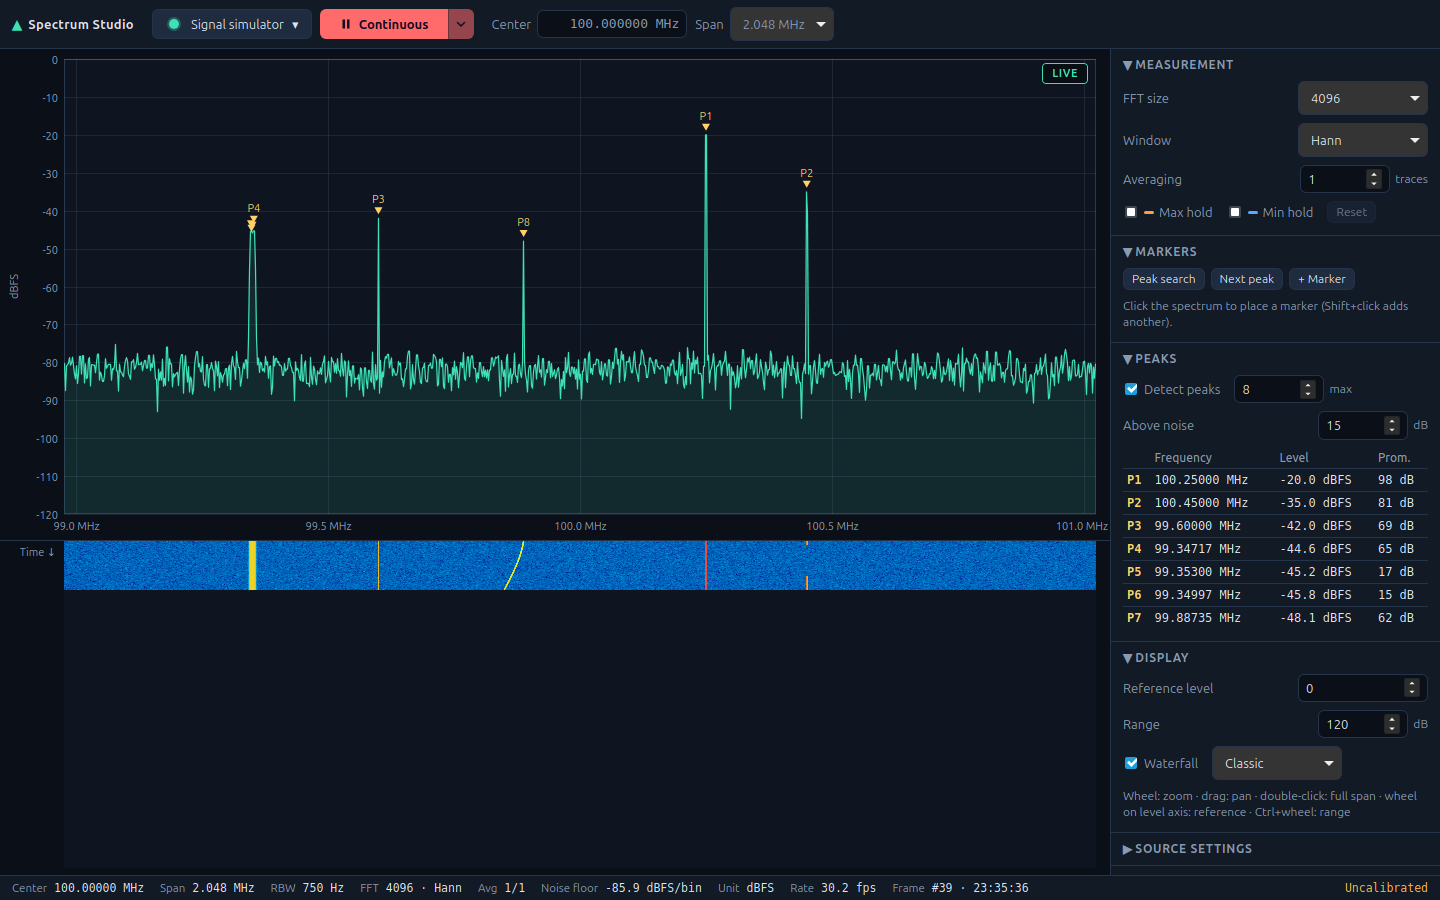 Spectrum Studio
Signal simulator ▾
Continuous
Center 100.000000 MHz
Span 2.048 MHz
LIVE
0
-10
-20
-30
-40
-50
-60
-70
-80
-90
-100
-110
-120
dBFS
P1
P2
P3
P4
P8
99.0 MHz 99.5 MHz 100.0 MHz 100.5 MHz 101.0 MHz
Time ↓
▼ MEASUREMENT
FFT size 4096
Window Hann
Averaging 1 traces
Max hold Min hold Reset
▼ MARKERS
Peak search Next peak + Marker
Click the spectrum to place a marker (Shift+click adds
another).
▼ PEAKS
Detect peaks 8 max
Above noise 15 dB
Frequency Level Prom.
P1 100.25000 MHz -20.0 dBFS 98 dB
P2 100.45000 MHz -35.0 dBFS 81 dB
P3 99.60000 MHz -42.0 dBFS 69 dB
P4 99.34717 MHz -44.6 dBFS 65 dB
P5 99.35300 MHz -45.2 dBFS 17 dB
P6 99.34997 MHz -45.8 dBFS 15 dB
P7 99.88735 MHz -48.1 dBFS 62 dB
▼ DISPLAY
Reference level 0
Range 120 dB
Waterfall Classic
Wheel: zoom · drag: pan · double-click: full span · wheel
on level axis: reference · Ctrl+wheel: range
▶ SOURCE SETTINGS
Center 100.00000 MHz Span 2.048 MHz RBW 750 Hz FFT 4096 · Hann Avg 1/1 Noise floor -85.9 dBFS/bin Unit dBFS Rate 30.2 fps Frame #39 · 23:35:36 Uncalibrated